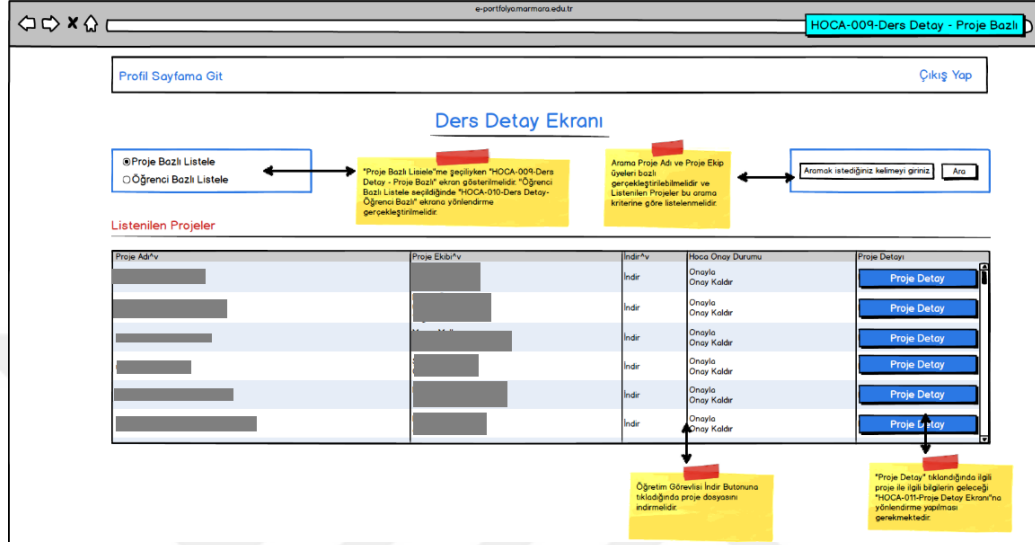 e-portfolyo.marmara.edu.tr
HOCA-009-Ders Detay - Proje Bazlı
Profil Sayfama Git
Çıkış Yap
Ders Detay Ekranı
Proje Bazlı Listele
Öğrenci Bazlı Listele
"Proje Bazlı Lisiele"me geçiliyken "HOCA-009-Ders
Detay - Proje Bazlı" ekran gösterilmelidir. "Öğrenci
Bazlı Listele seçildiğinde "HOCA-010-Ders Detay-
Öğrenci Bazlı" ekrana yönlendirme
gerçekleştirilmelidir.
Arama Proje Adı ve Proje Ekip
üyeleri bazlı
gerçekleştirilebilmelidir ve
Listenilen Projeler bu arama
kriterine göre listelenmelidir.
Aramak istediğiniz kelimeyi giriniz
Ara
Listenilen Projeler
Proje Adı^v
Proje Ekibi^v
İndir^v
Hoca Onay Durumu
Proje Detayı
İndir
Onayla
Onay Kaldır
Proje Detay
İndir
Onayla
Onay Kaldır
Proje Detay
İndir
Onayla
Onay Kaldır
Proje Detay
İndir
Onayla
Onay Kaldır
Proje Detay
İndir
Onayla
Onay Kaldır
Proje Detay
İndir
Onayla
Onay Kaldır
Proje Detay
Öğretim Görevlisi İndir Butonuna
tıkladığında proje dosyasını
indirmelidir.
"Proje Detay" tıklandığında ilgili
proje ile ilgili bilgilerin geleceği
"HOCA-011-Proje Detay Ekranı"na
yönlendirme yapılması
gerekmektedir.